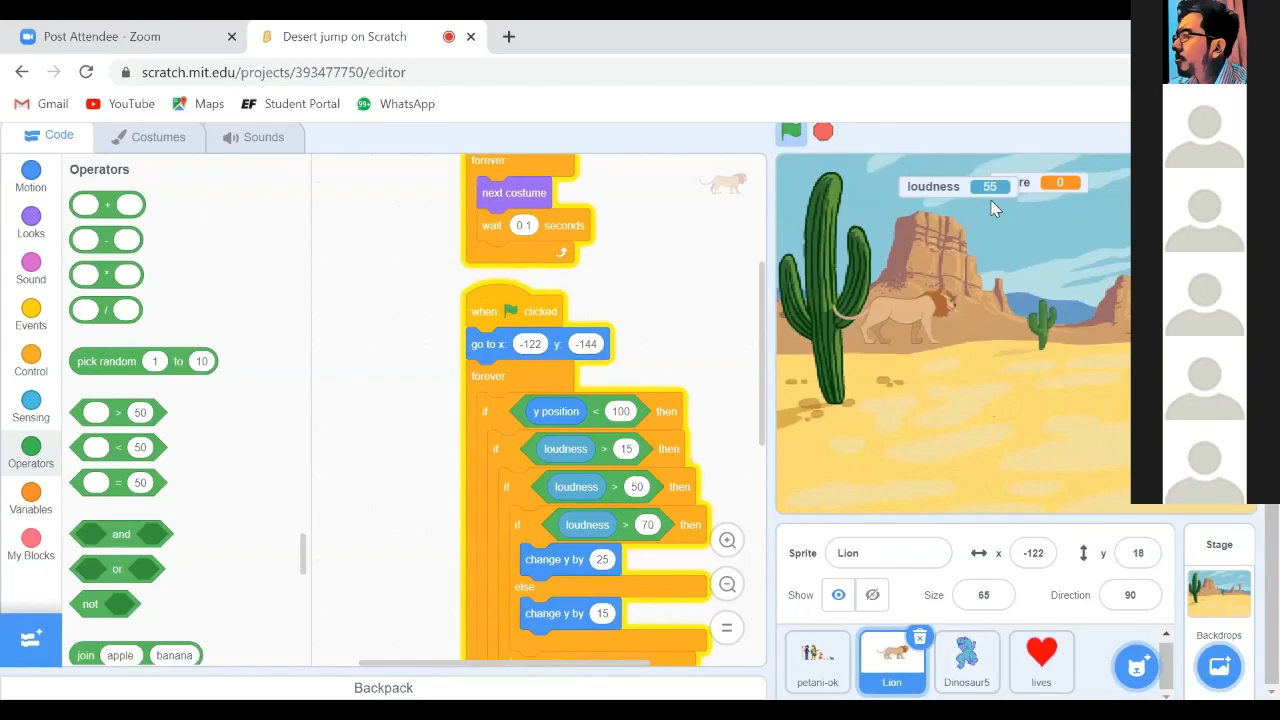 Post Attendee - Zoom
Desert jump on Scratch
scratch.mit.edu/projects/393477750/editor
Gmail
YouTube
Maps
EF Student Portal
99+ WhatsApp
Code
Costumes
Sounds
Motion
Looks
Sound
Events
Control
Sensing
Operators
Variables
My Blocks
Operators
+
-
*
/
pick random 1 to 10
> 50
< 50
= 50
and
or
not
join apple banana
forever
next costume
wait 0.1 seconds
when clicked
go to x: -122 y: -144
forever
if y position < 100 then
if loudness > 15 then
if loudness > 50 then
if loudness > 70 then
change y by 25
else
change y by 15
Backpack
loudness 55
re 0
Sprite Lion
x -122
y 18
Show
Size 65
Direction 90
petani-ok
Lion
Dinosaur5
lives
Stage
Backdrops